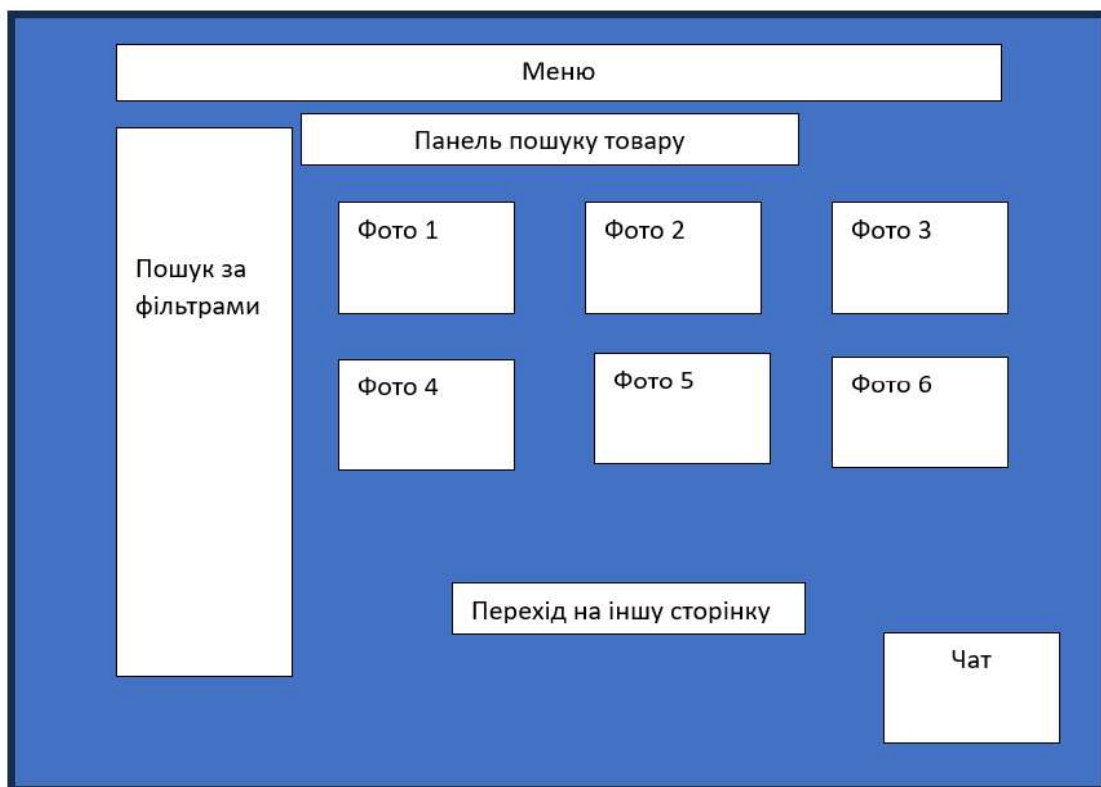 Меню
Панель пошуку товару
Пошук за
фільтрами
Фото 1
Фото 2
Фото 3
Фото 4
Фото 5
Фото 6
Перехід на іншу сторінку
Чат